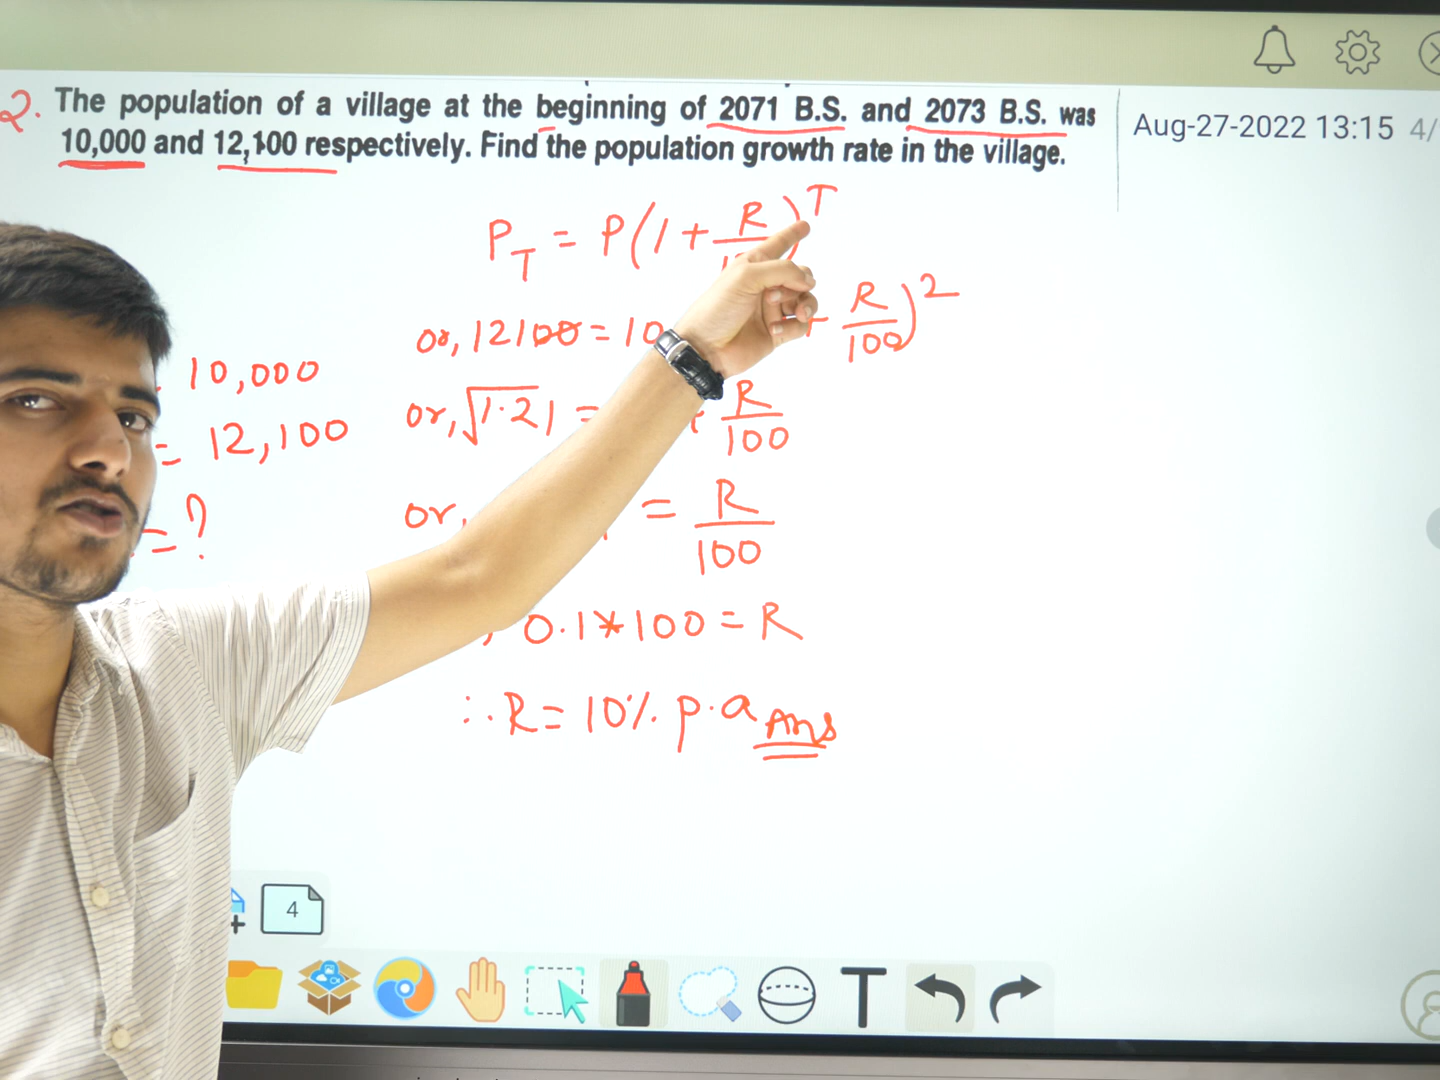 Aug-27-2022 13:15 4/
2. The population of a village at the beginning of 2071 B.S. and 2073 B.S. was
10,000 and 12,100 respectively. Find the population growth rate in the village.
P_T = P(1 + R )^T
or, 12100 = 10 + R/100)^2
10,000
= 12,100
= ?
or, √1.21 = + R/100
or, = R/100
, 0.1*100 = R
∴ R = 10% p.a Ans
4
T